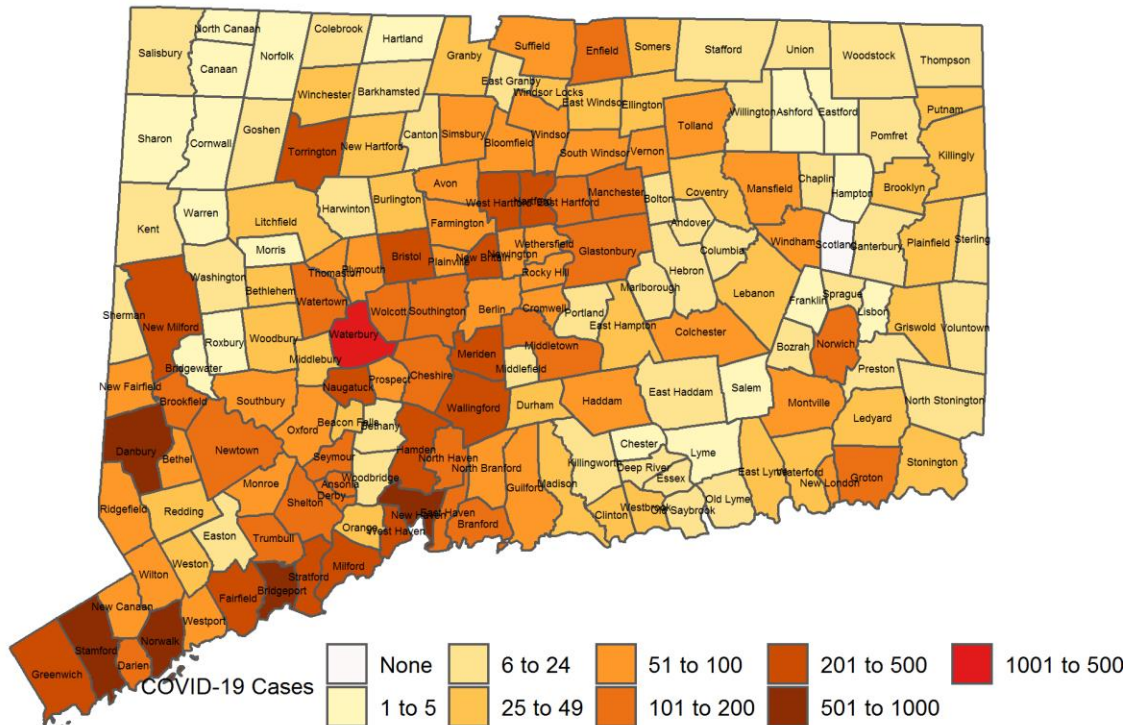 North Canaan
Colebrook
Hartland
Suffield
Enfield
Somers
Stafford
Union
Woodstock
Thompson
Salisbury
Canaan
Norfolk
Granby
East Granby
Windsor Locks
Winchester
Barkhamsted
East Windsor
Ellington
Willington
Ashford
Eastford
Putnam
Sharon
Cornwall
Goshen
Torrington
New Hartford
Canton
Simsbury
Bloomfield
Windsor
South Windsor
Vernon
Tolland
Pomfret
Killingly
Kent
Warren
Litchfield
Harwinton
Burlington
Avon
West Hartford
Hartford
East Hartford
Manchester
Bolton
Coventry
Mansfield
Chaplin
Hampton
Brooklyn
Morris
Farmington
Andover
Windham
Scotland
Canterbury
Plainfield
Sterling
Washington
Bethlehem
Thomaston
Plymouth
Bristol
Plainville
New Britain
Newington
Wethersfield
Rocky Hill
Glastonbury
Hebron
Columbia
Watertown
Marlborough
Lebanon
Franklin
Sprague
Lisbon
Sherman
New Milford
Roxbury
Woodbury
Waterbury
Wolcott
Southington
Berlin
Cromwell
Portland
East Hampton
Colchester
Bozrah
Norwich
Griswold
Voluntown
Bridgewater
Middlebury
Naugatuck
Prospect
Cheshire
Meriden
Middletown
Middlefield
Preston
New Fairfield
Brookfield
Southbury
Wallingford
Durham
Haddam
East Haddam
Salem
Montville
Ledyard
North Stonington
Danbury
Bethel
Newtown
Oxford
Beacon Falls
Bethany
Hamden
North Haven
North Branford
Guilford
Madison
Killingworth
Chester
Deep River
Essex
Lyme
East Lyme
Waterford
New London
Groton
Stonington
Seymour
Ansonia
Derby
Woodbridge
Ridgefield
Redding
Monroe
Shelton
Orange
New Haven
West Haven
East Haven
Branford
Clinton
Westbrook
Old Saybrook
Old Lyme
Easton
Trumbull
Weston
Wilton
New Canaan
Westport
Fairfield
Bridgeport
Stratford
Milford
Greenwich
Stamford
Darien
Norwalk
COVID-19 Cases
None
6 to 24
51 to 100
201 to 500
1001 to 500
1 to 5
25 to 49
101 to 200
501 to 1000